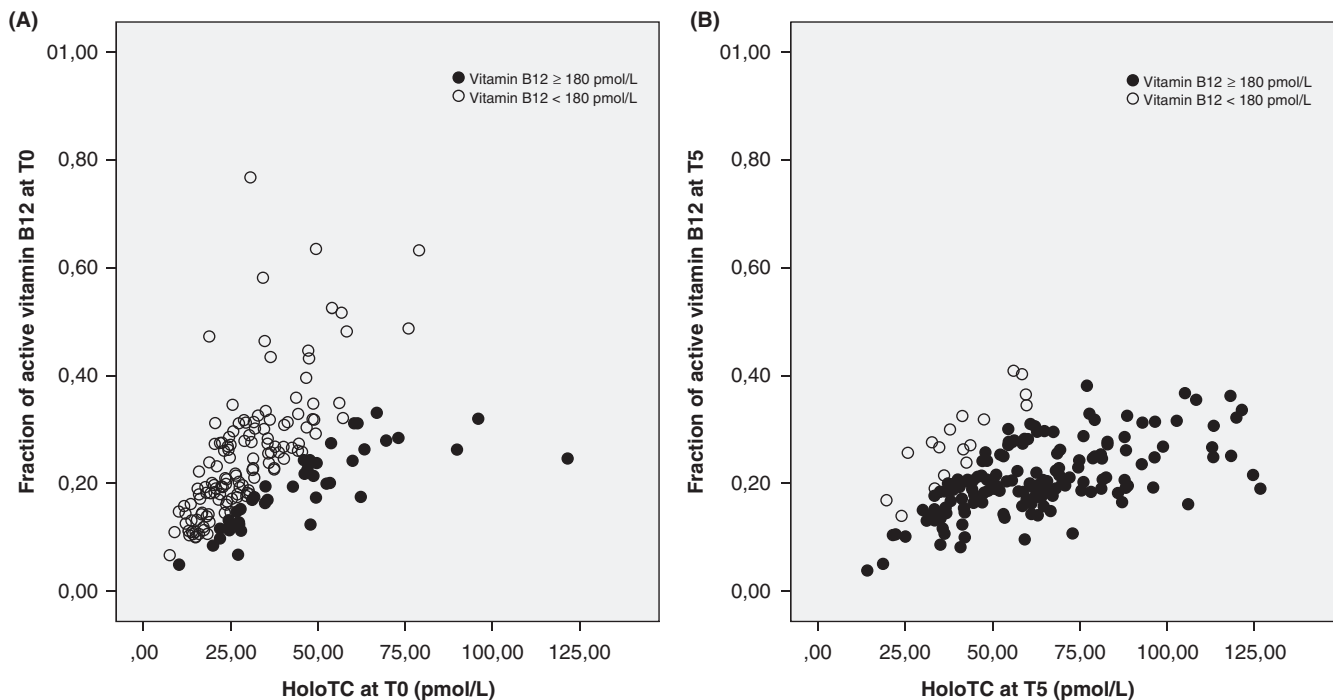 (A)
01,00
0,80
0,60
0,40
0,20
0,00
Fraction of active vitamin B12 at T0
Vitamin B12 ≥ 180 pmol/L
Vitamin B12 < 180 pmol/L
,00 25,00 50,00 75,00 100,00 125,00
HoloTC at T0 (pmol/L)
(B)
01,00
0,80
0,60
0,40
0,20
0,00
Fraction of active vitamin B12 at T5
Vitamin B12 ≥ 180 pmol/L
Vitamin B12 < 180 pmol/L
,00 25,00 50,00 75,00 100,00 125,00
HoloTC at T5 (pmol/L)